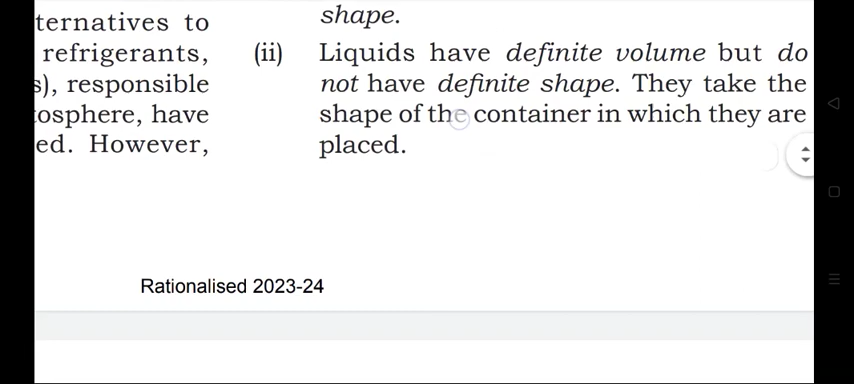 ternatives to
refrigerants,
s), responsible
tosphere, have
ed. However,
shape.
(ii) Liquids have definite volume but do
not have definite shape. They take the
shape of the container in which they are
placed.
Rationalised 2023-24